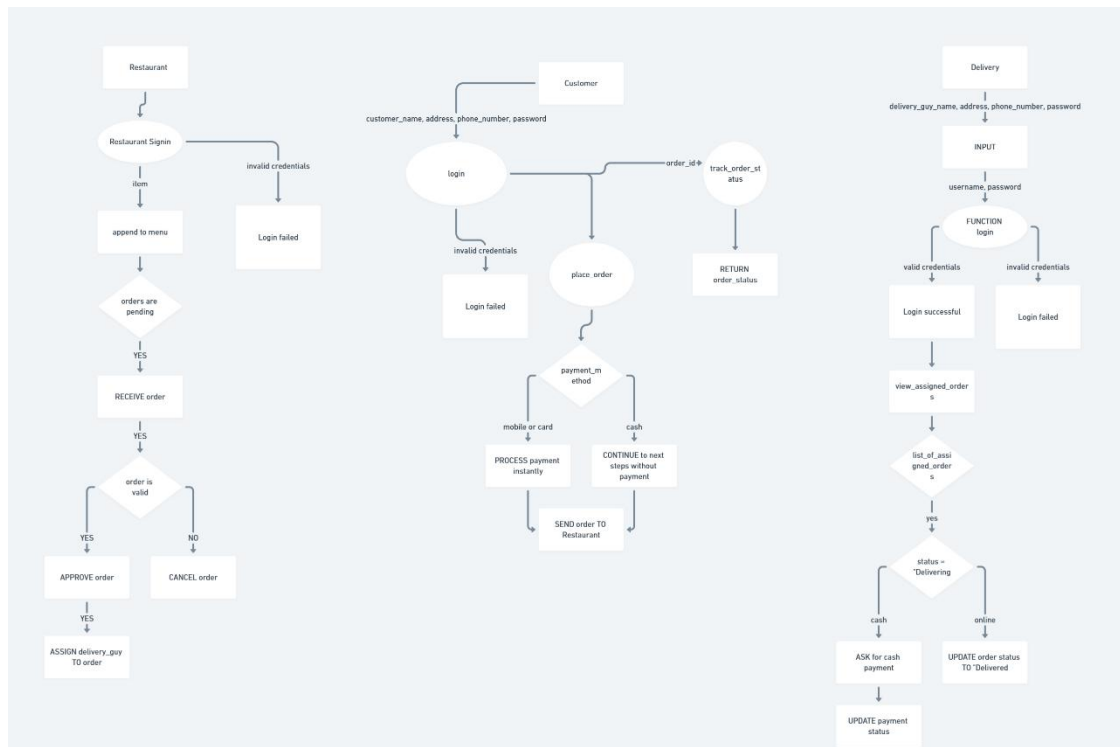 Restaurant
Restaurant Signin
invalid credentials
item
append to menu
Login failed
orders are
pending
YES
RECEIVE order
YES
order is
valid
YES
NO
APPROVE order
CANCEL order
YES
ASSIGN delivery_guy
TO order
Customer
customer_name, address, phone_number, password
login
order_id
track_order_st
atus
invalid credentials
Login failed
place_order
RETURN
order_status
payment_m
ethod
mobile or card
cash
PROCESS payment
instantly
CONTINUE to next
steps without
payment
SEND order TO
Restaurant
Delivery
delivery_guy_name, address, phone_number, password
INPUT
username, password
FUNCTION
login
valid credentials
invalid credentials
Login successful
Login failed
view_assigned_order
s
list_of_assi
gned_order
s
yes
status =
"Delivering
cash
online
ASK for cash
payment
UPDATE order status
TO "Delivered
UPDATE payment
status